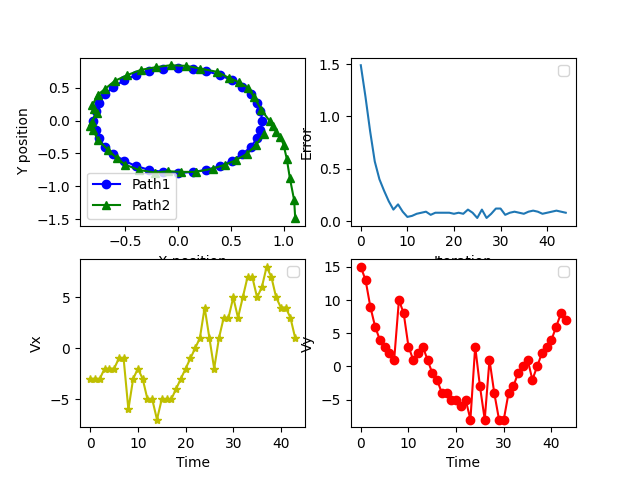 0.5
0.0
−0.5
−1.0
−1.5
Y position
Path1
Path2
−0.5 0.0 0.5 1.0
X position
1.5
1.0
0.5
0.0
Error
0 10 20 30 40
Iteration
5
0
−5
Vx
0 10 20 30 40
Time
15
10
5
0
−5
Vy
0 10 20 30 40
Time